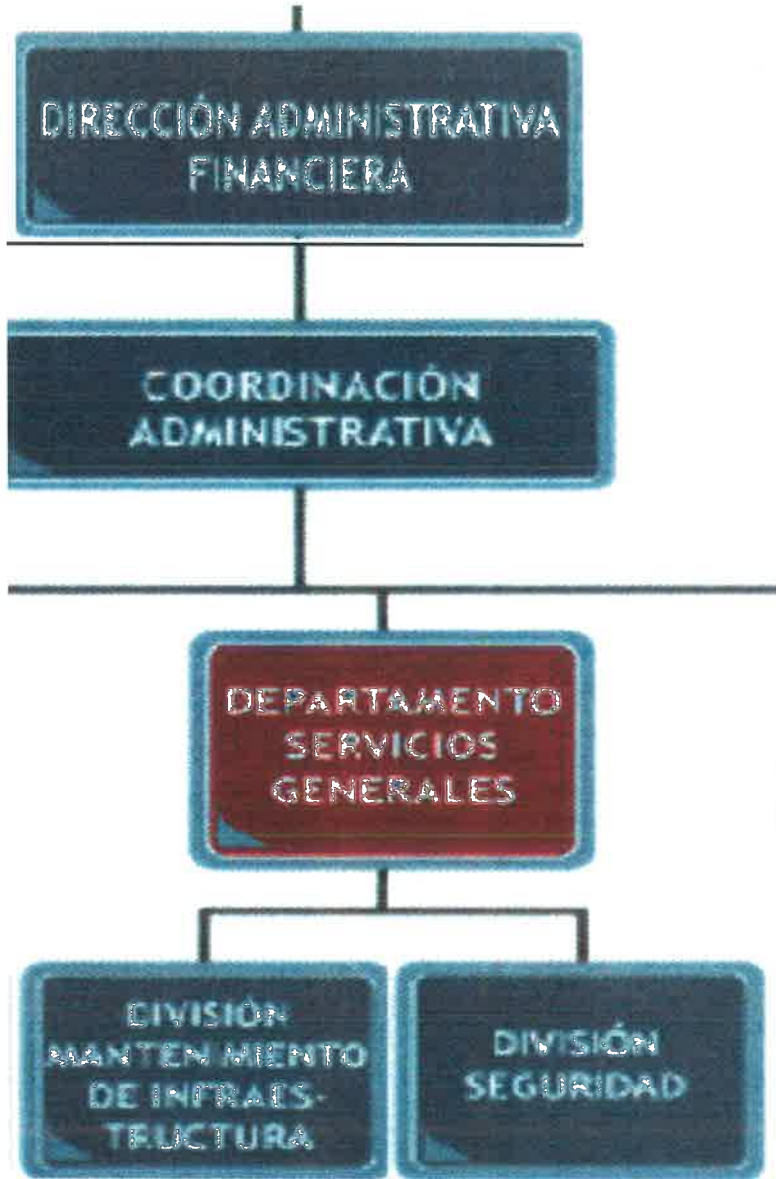 DIRECCIÓN ADMINISTRATIVA
FINANCIERA
COORDINACIÓN
ADMINISTRATIVA
DEPARTAMENTO
SERVICIOS
GENERALES
DIVISIÓN
MANTENIMIENTO
DE INFRAES-
TRUCTURA
DIVISIÓN
SEGURIDAD